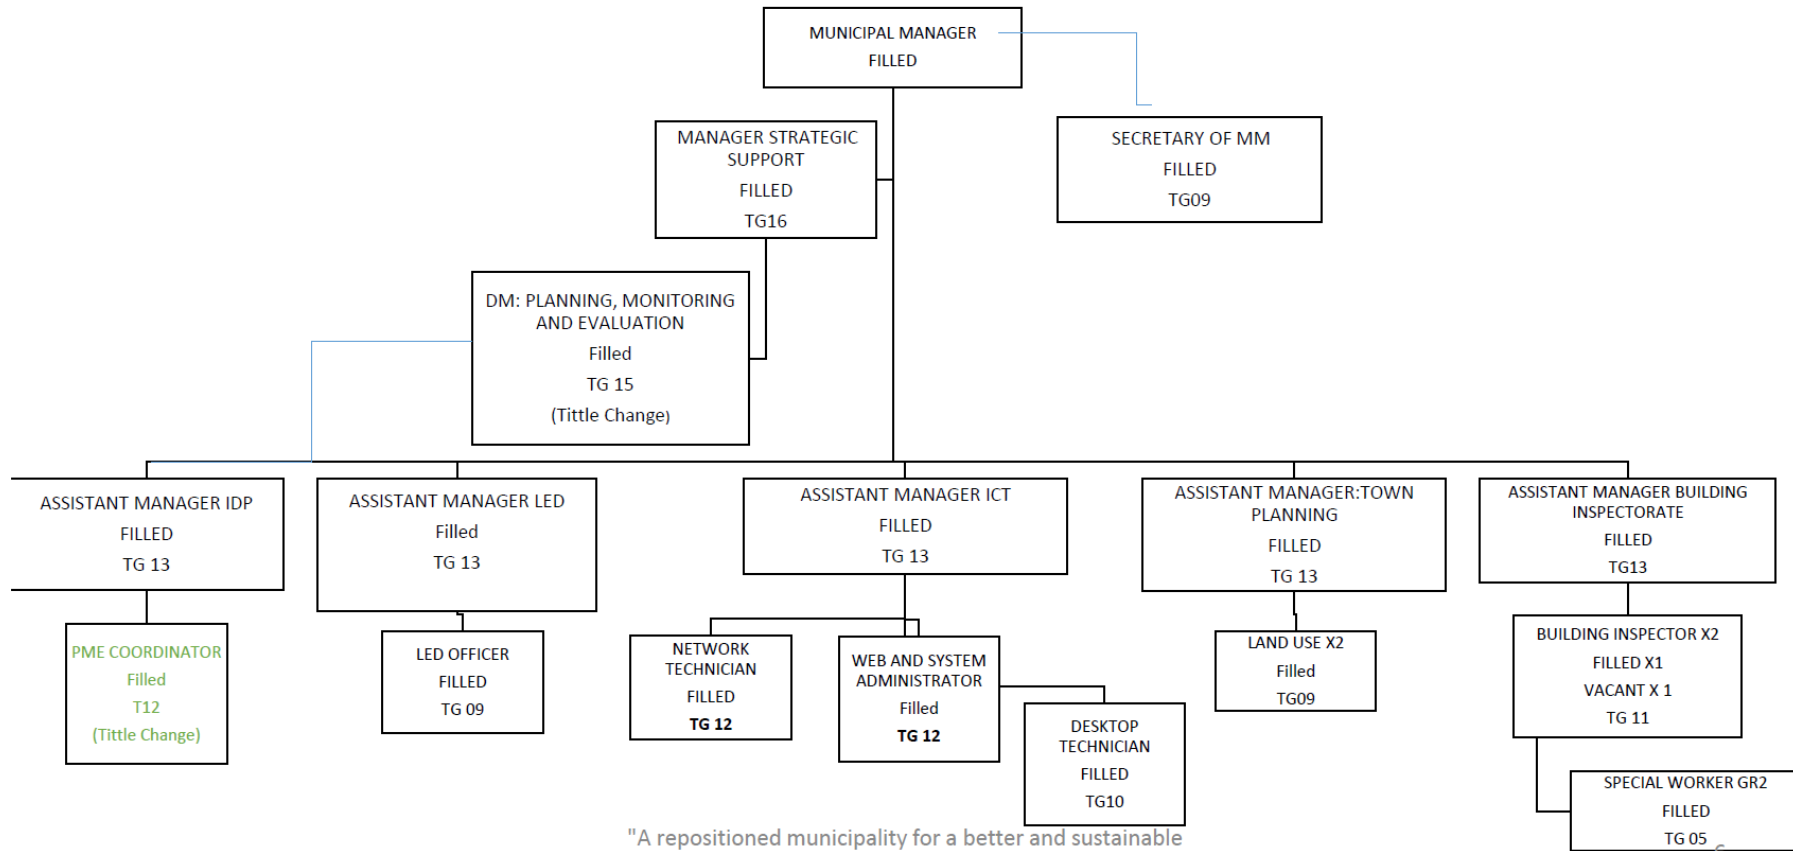 MUNICIPAL MANAGER
FILLED
MANAGER STRATEGIC
SUPPORT
FILLED
TG16
SECRETARY OF MM
FILLED
TG09
DM: PLANNING, MONITORING
AND EVALUATION
Filled
TG 15
(Tittle Change)
ASSISTANT MANAGER IDP
FILLED
TG 13
ASSISTANT MANAGER LED
Filled
TG 13
ASSISTANT MANAGER ICT
FILLED
TG 13
ASSISTANT MANAGER:TOWN
PLANNING
FILLED
TG 13
ASSISTANT MANAGER BUILDING
INSPECTORATE
FILLED
TG13
PME COORDINATOR
Filled
T12
(Tittle Change)
LED OFFICER
FILLED
TG 09
NETWORK
TECHNICIAN
FILLED
TG 12
WEB AND SYSTEM
ADMINISTRATOR
Filled
TG 12
DESKTOP
TECHNICIAN
FILLED
TG10
LAND USE X2
Filled
TG09
BUILDING INSPECTOR X2
FILLED X1
VACANT X 1
TG 11
SPECIAL WORKER GR2
FILLED
TG 05
"A repositioned municipality for a better and sustainable